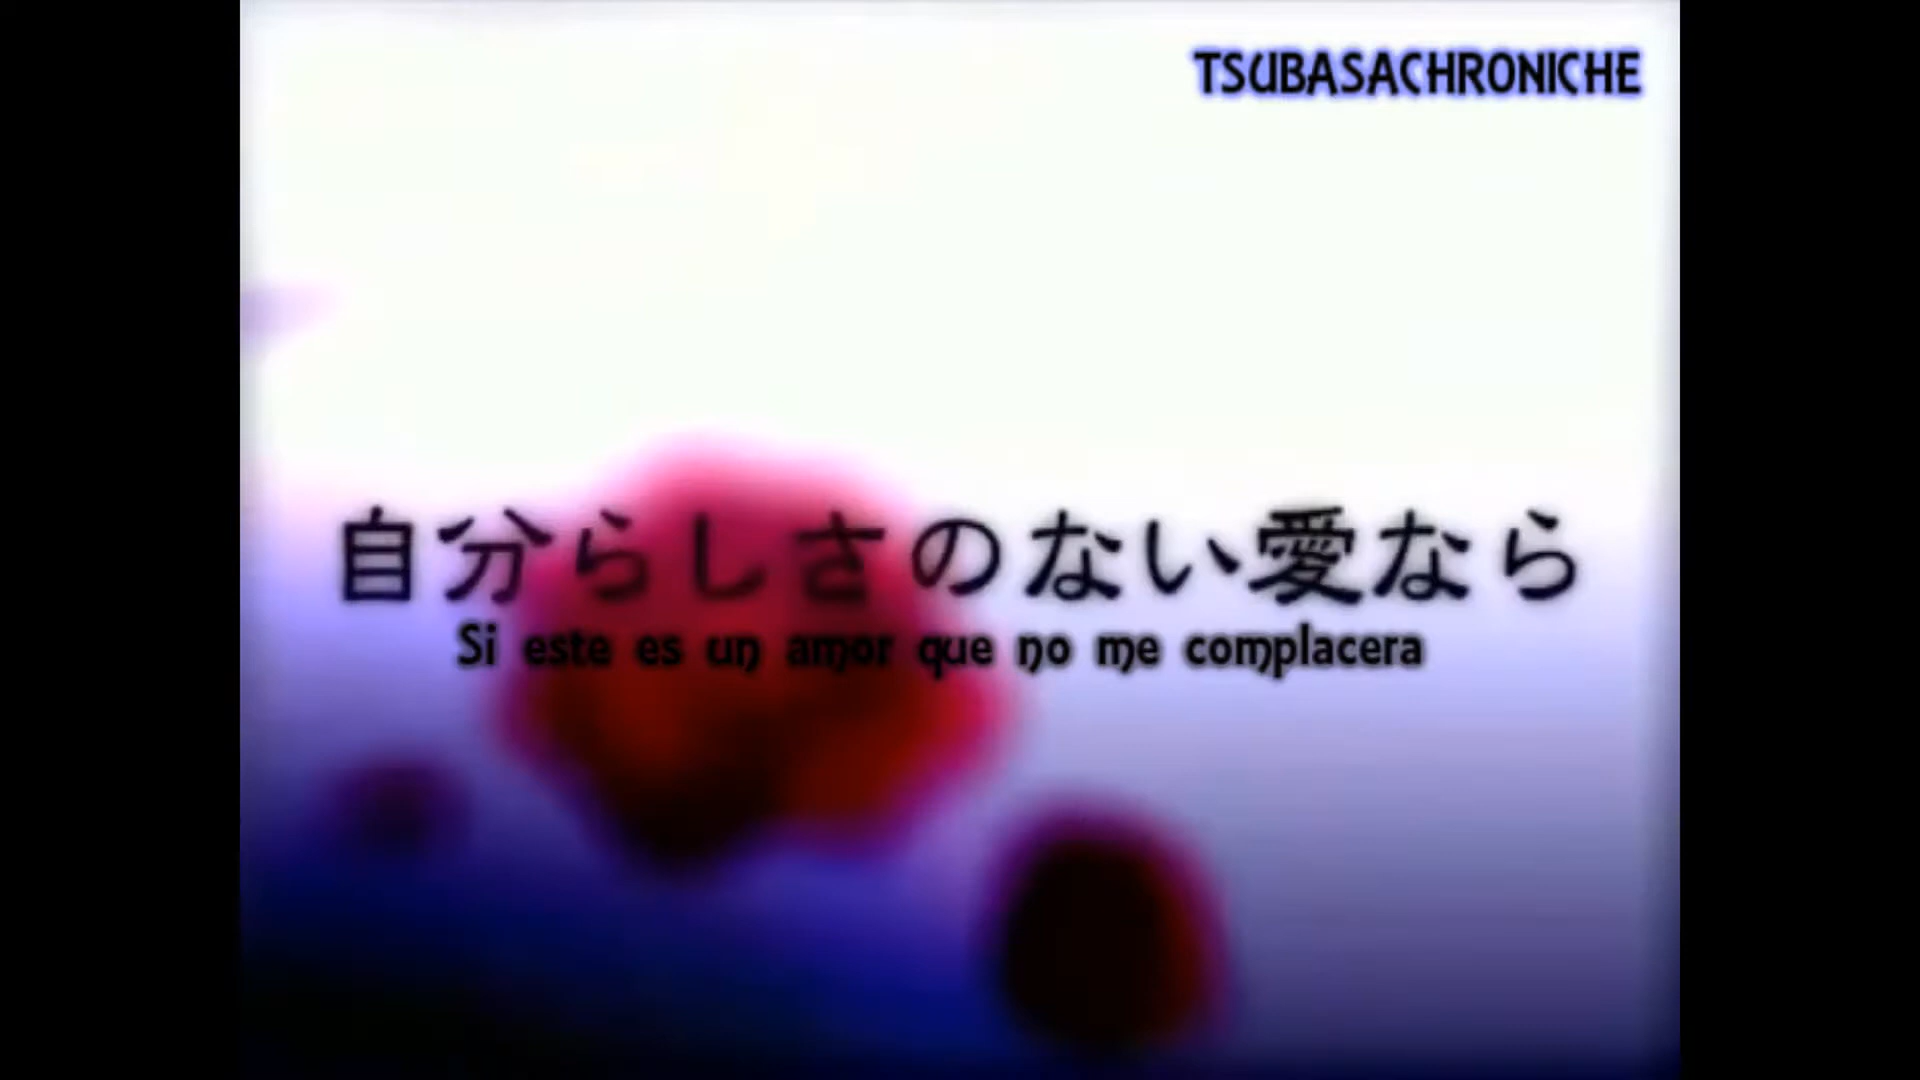 TSUBASACHRONICHE
自分らしさのない愛なら
Si este es un amor que no me complacera